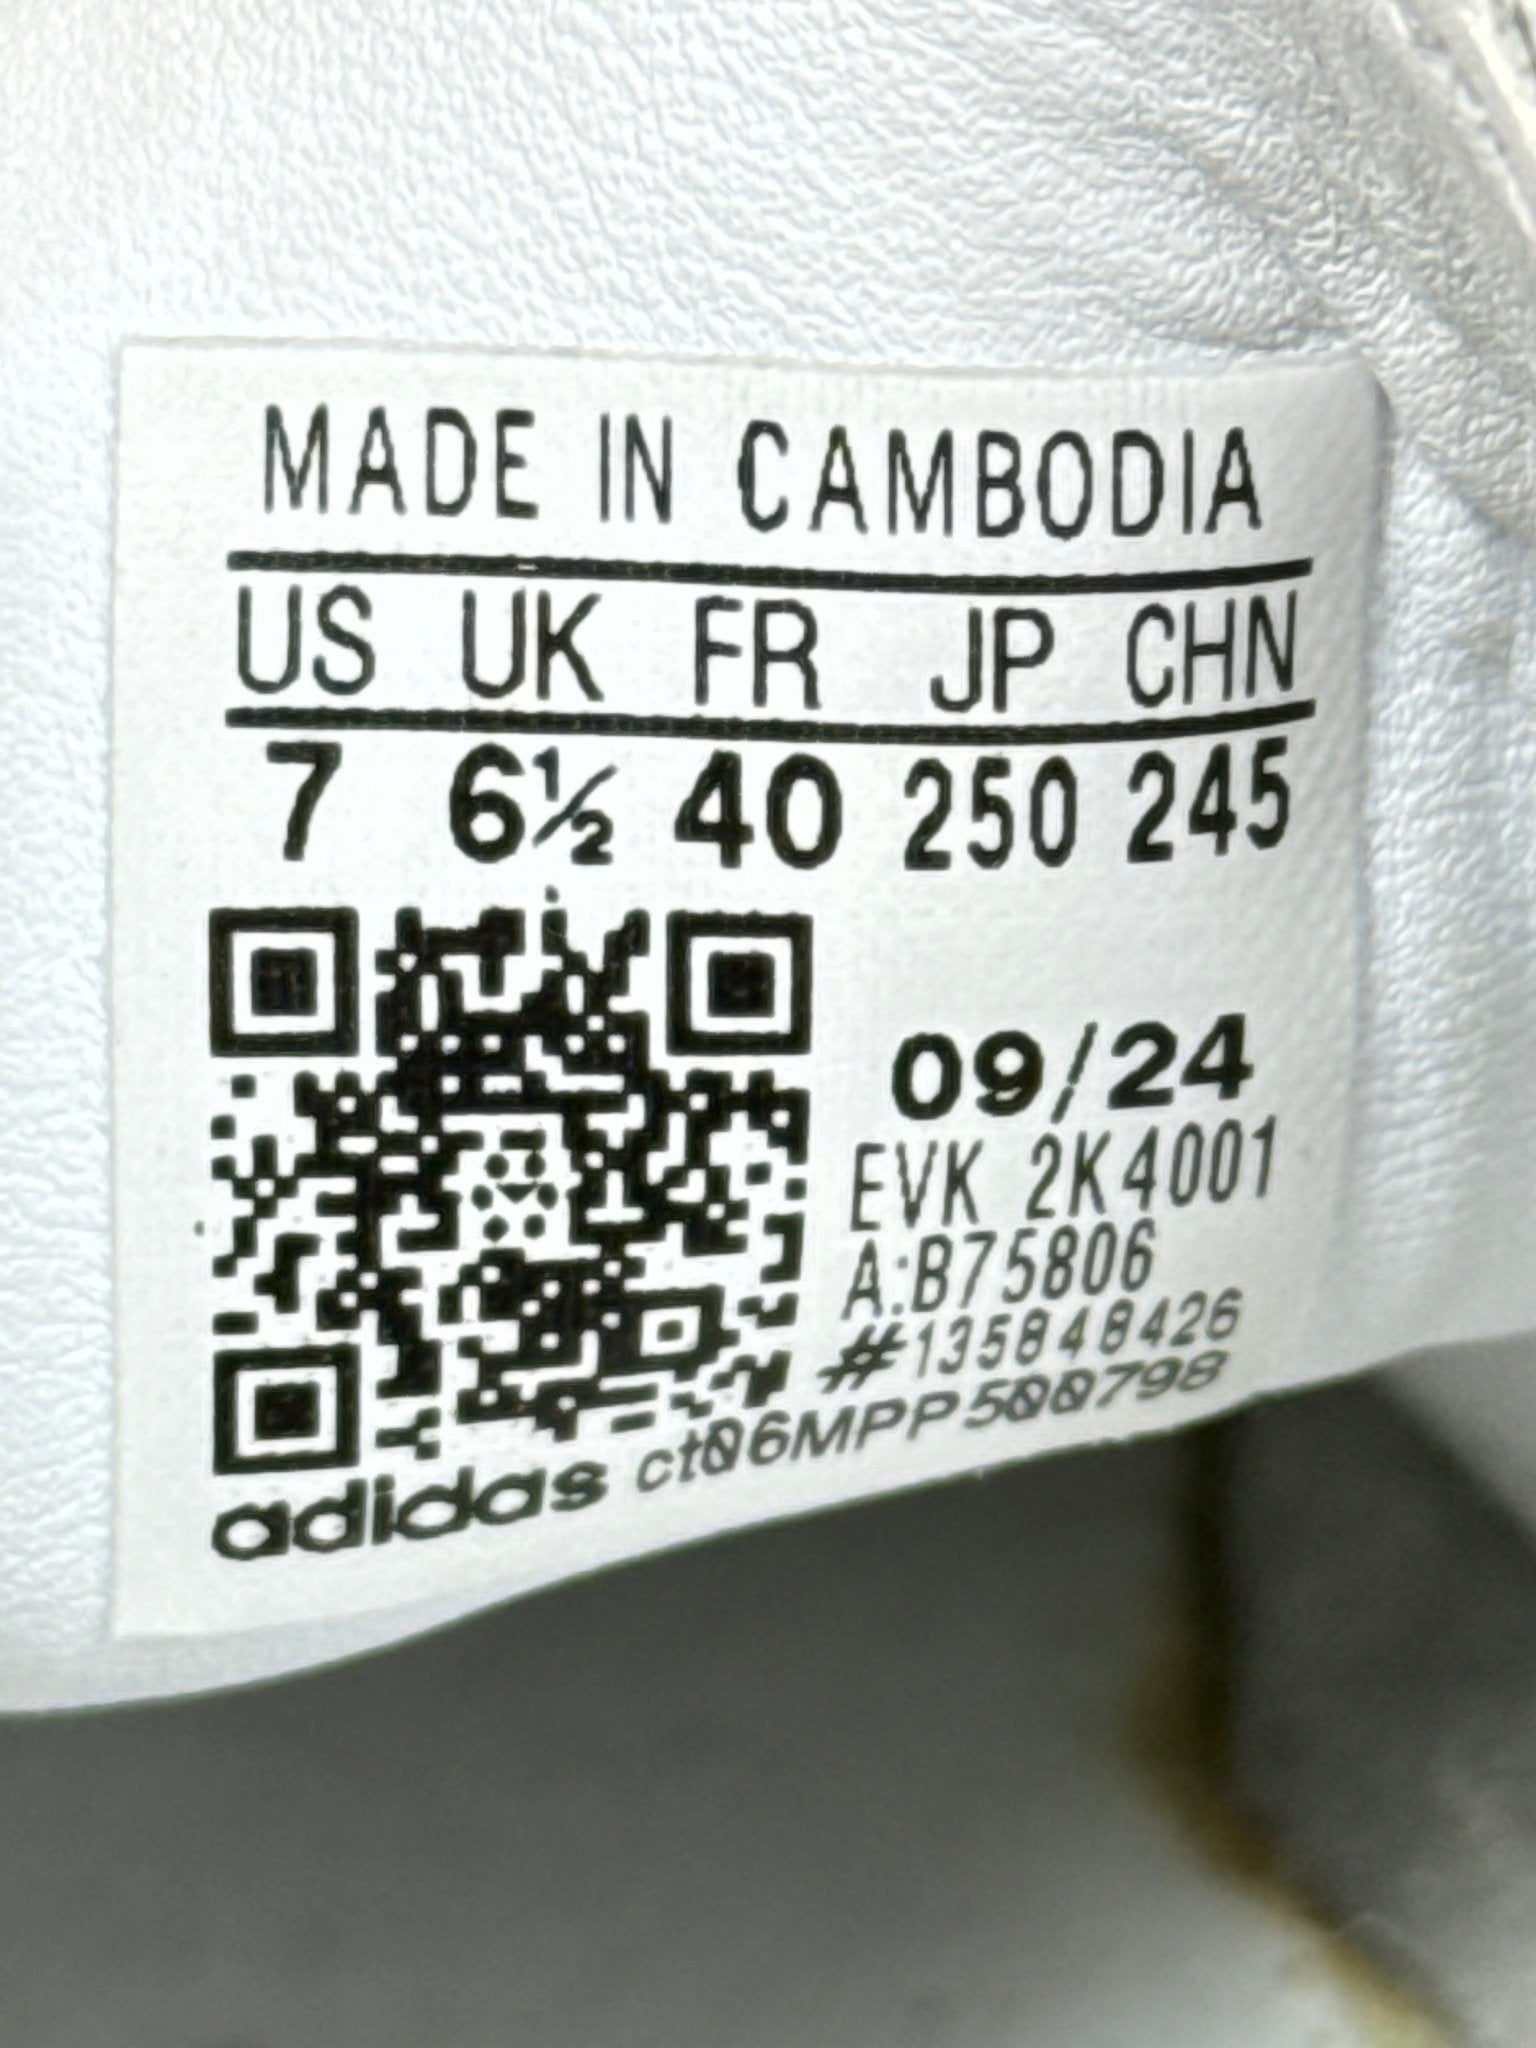 MADE IN CAMBODIA
US UK FR JP CHN
7 6½ 40 250 245
09/24
EVK 2K4001
A:B75806
#135848426
adidas ct06MPP500798